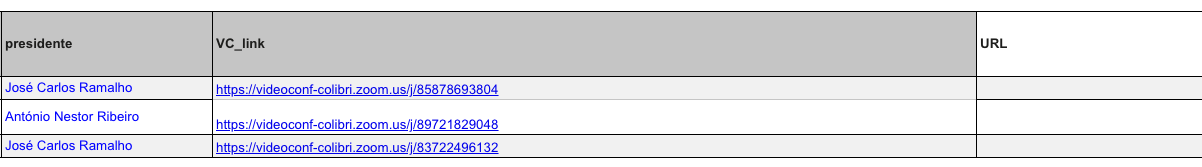 presidente VC_link URL
José Carlos Ramalho https://videoconf-colibri.zoom.us/j/85878693804
António Nestor Ribeiro https://videoconf-colibri.zoom.us/j/89721829048
José Carlos Ramalho https://videoconf-colibri.zoom.us/j/83722496132